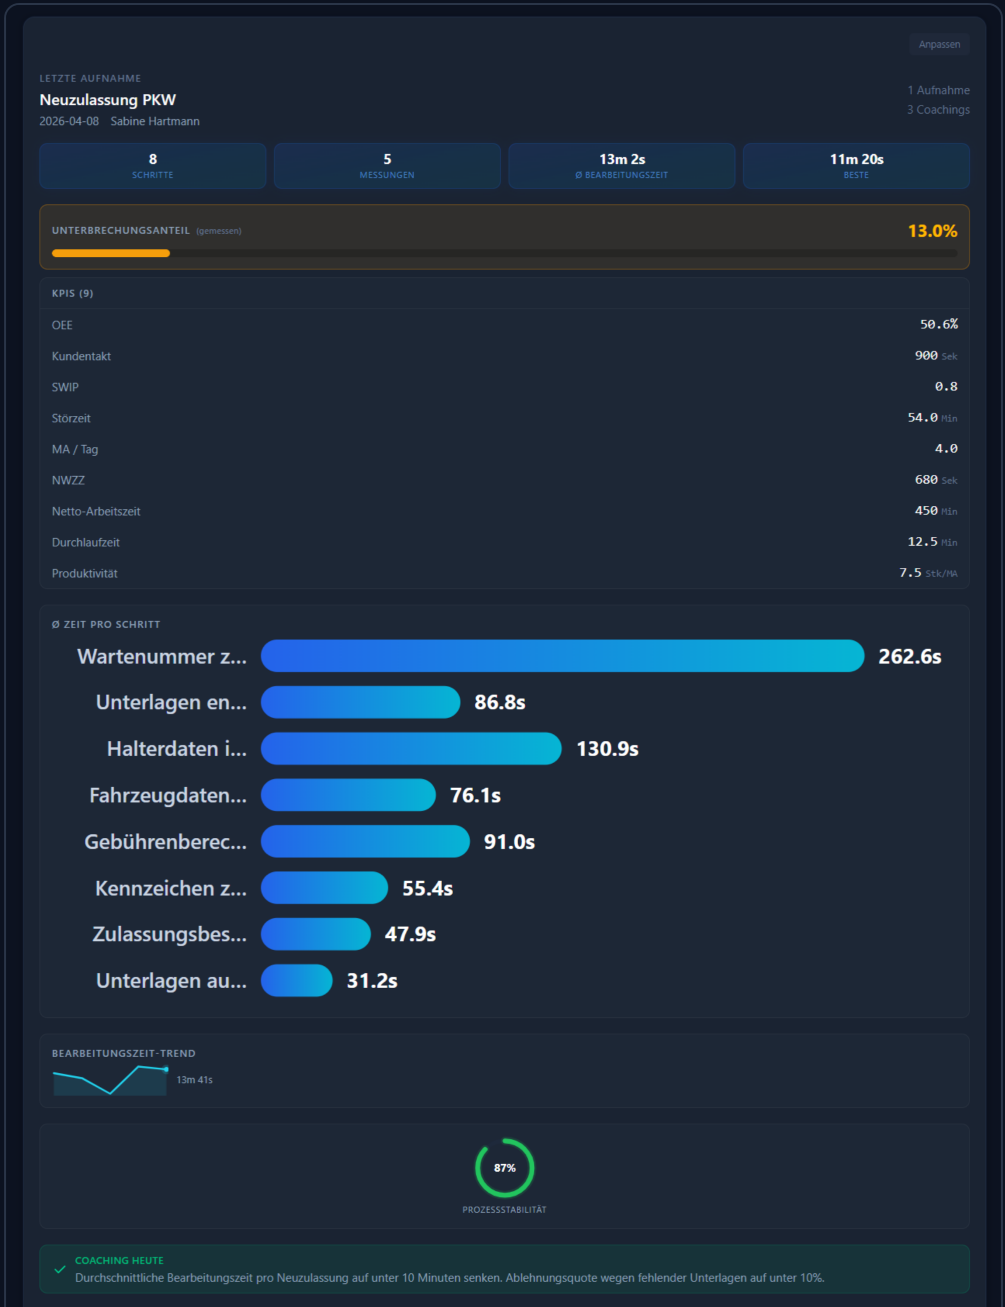 Anpassen
LETZTE AUFNAHME
Neuzulassung PKW
2026-04-08 Sabine Hartmann
1 Aufnahme
3 Coachings
8
SCHRITTE
5
MESSUNGEN
13m 2s
Ø BEARBEITUNGSZEIT
11m 20s
BESTE
UNTERBRECHUNGSANTEIL (gemessen) 13.0%
KPIS (9)
OEE 50.6%
Kundentakt 900 Sek
SWIP 0.8
Störzeit 54.0 Min
MA / Tag 4.0
NWZZ 680 Sek
Netto-Arbeitszeit 450 Min
Durchlaufzeit 12.5 Min
Produktivität 7.5 Stk/MA
Ø ZEIT PRO SCHRITT
Wartenummer z... 262.6s
Unterlagen en... 86.8s
Halterdaten i... 130.9s
Fahrzeugdaten... 76.1s
Gebührenberec... 91.0s
Kennzeichen z... 55.4s
Zulassungsbes... 47.9s
Unterlagen au... 31.2s
BEARBEITUNGSZEIT-TREND
13m 41s
87%
PROZESSSTABILITÄT
COACHING HEUTE
Durchschnittliche Bearbeitungszeit pro Neuzulassung auf unter 10 Minuten senken. Ablehnungsquote wegen fehlender Unterlagen auf unter 10%.